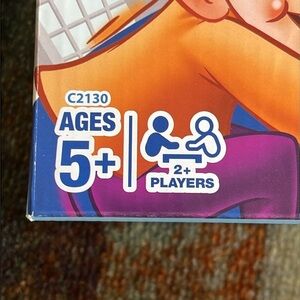 C2130
AGES
5+
2+
PLAYERS